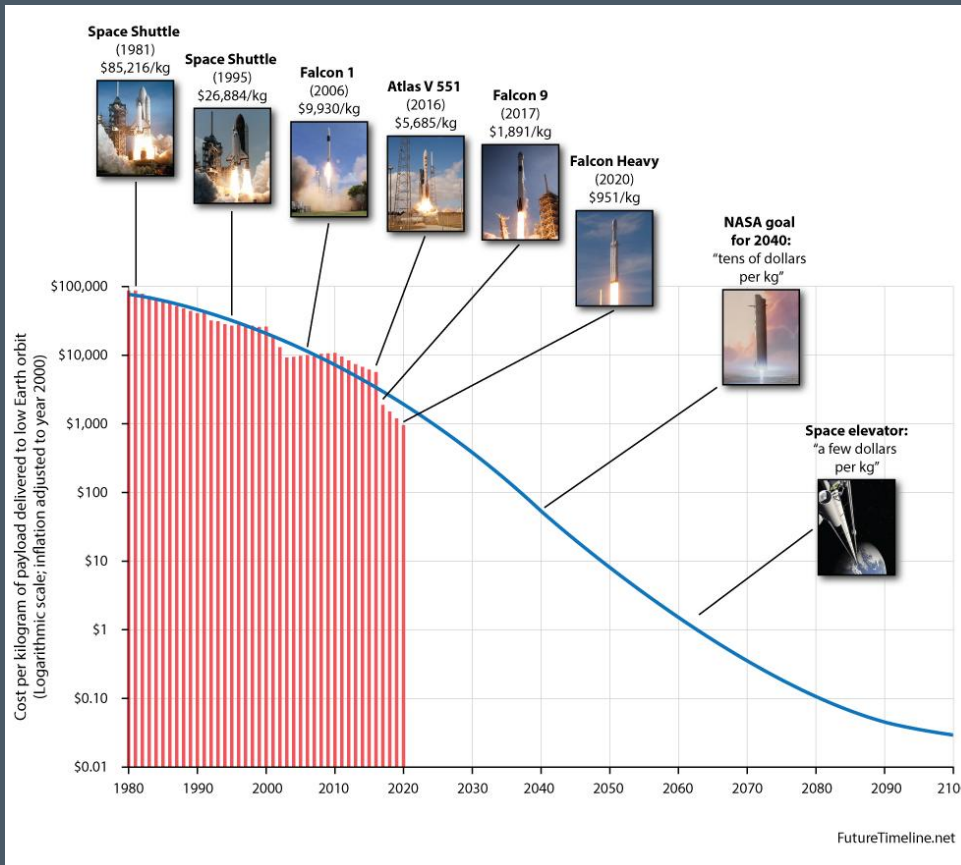 Space Shuttle
(1981)
$85,216/kg
Space Shuttle
(1995)
$26,884/kg
Falcon 1
(2006)
$9,930/kg
Atlas V 551
(2016)
$5,685/kg
Falcon 9
(2017)
$1,891/kg
Falcon Heavy
(2020)
$951/kg
NASA goal
for 2040:
"tens of dollars
per kg"
Space elevator:
"a few dollars
per kg"
Cost per kilogram of payload delivered to low Earth orbit
(Logarithmic scale; inflation adjusted to year 2000)
$100,000
$10,000
$1,000
$100
$10
$1
$0.10
$0.01
1980
1990
2000
2010
2020
2030
2040
2050
2060
2070
2080
2090
210
FutureTimeline.net